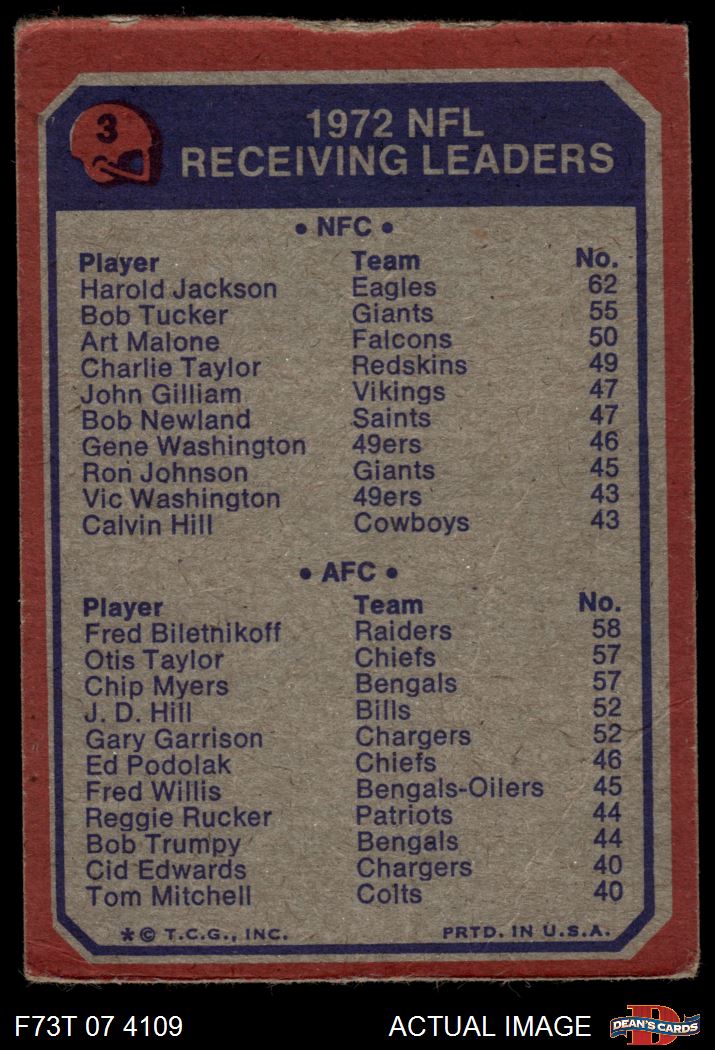 3
1972 NFL
RECEIVING LEADERS
• NFC •
Player Team No.
Harold Jackson Eagles 62
Bob Tucker Giants 55
Art Malone Falcons 50
Charlie Taylor Redskins 49
John Gilliam Vikings 47
Bob Newland Saints 47
Gene Washington 49ers 46
Ron Johnson Giants 45
Vic Washington 49ers 43
Calvin Hill Cowboys 43
• AFC •
Player Team No.
Fred Biletnikoff Raiders 58
Otis Taylor Chiefs 57
Chip Myers Bengals 57
J. D. Hill Bills 52
Gary Garrison Chargers 52
Ed Podolak Chiefs 46
Fred Willis Bengals-Oilers 45
Reggie Rucker Patriots 44
Bob Trumpy Bengals 44
Cid Edwards Chargers 40
Tom Mitchell Colts 40
* © T.C.G., INC. PRTD. IN U.S.A.
F73T 07 4109 ACTUAL IMAGE D DEAN'S CARDS